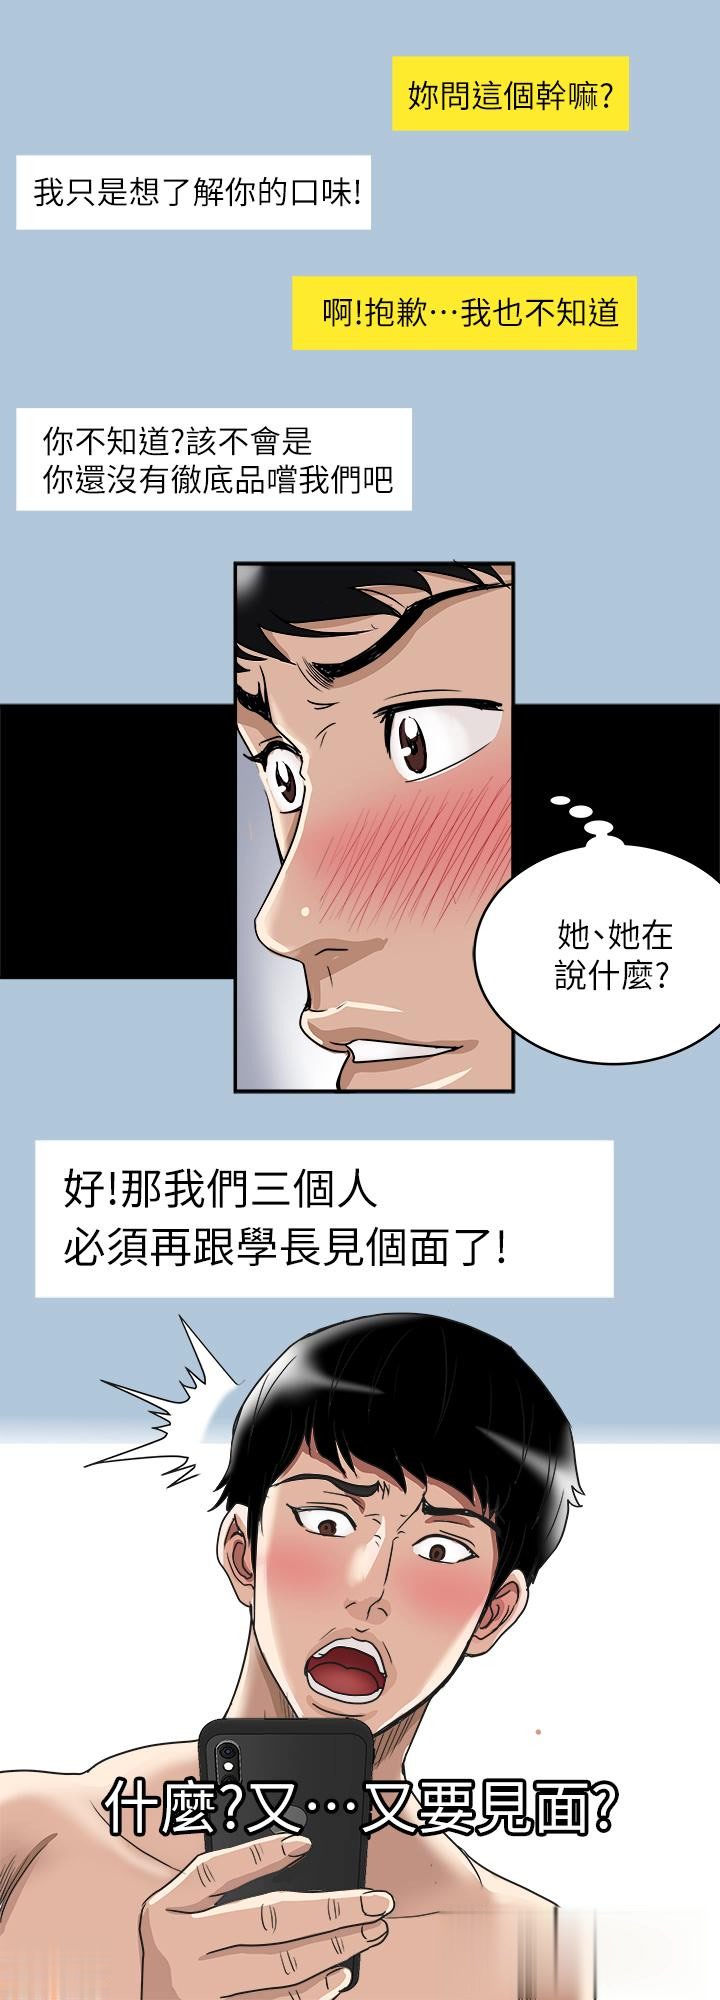 妳問這個幹嘛?
我只是想了解你的口味!
啊!抱歉⋯我也不知道
你不知道?該不會是
你還沒有徹底品嚐我們吧
她、她在
說什麼?
好!那我們三個人
必須再跟學長見個面了!
什麼?又⋯又要見面?